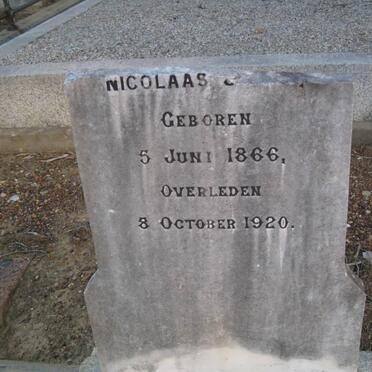 NICOLAAS
GEBOREN
5 JUNI 1866,
OVERLEDEN
8 OCTOBER 1920.